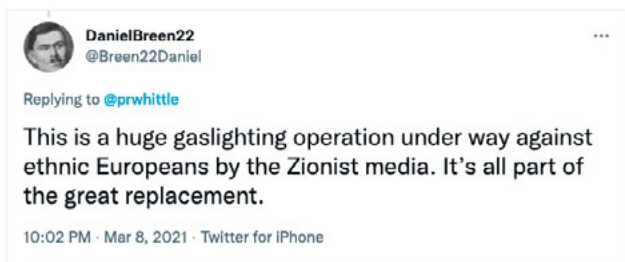 DanielBreen22
@Breen22Daniel
Replying to @prwhittle
This is a huge gaslighting operation under way against
ethnic Europeans by the Zionist media. It's all part of
the great replacement.
10:02 PM · Mar 8, 2021 · Twitter for iPhone